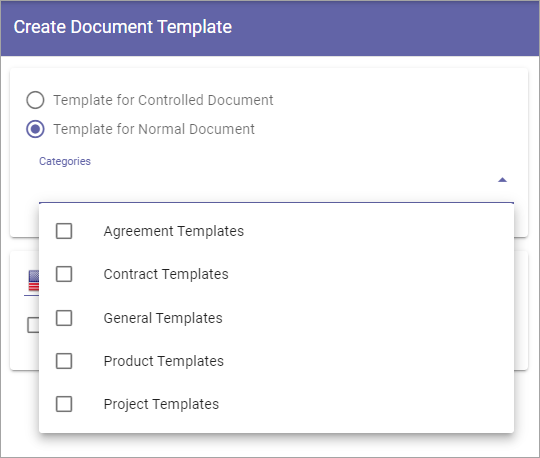 Create Document Template
Template for Controlled Document
Template for Normal Document
Categories
Agreement Templates
Contract Templates
General Templates
Product Templates
Project Templates